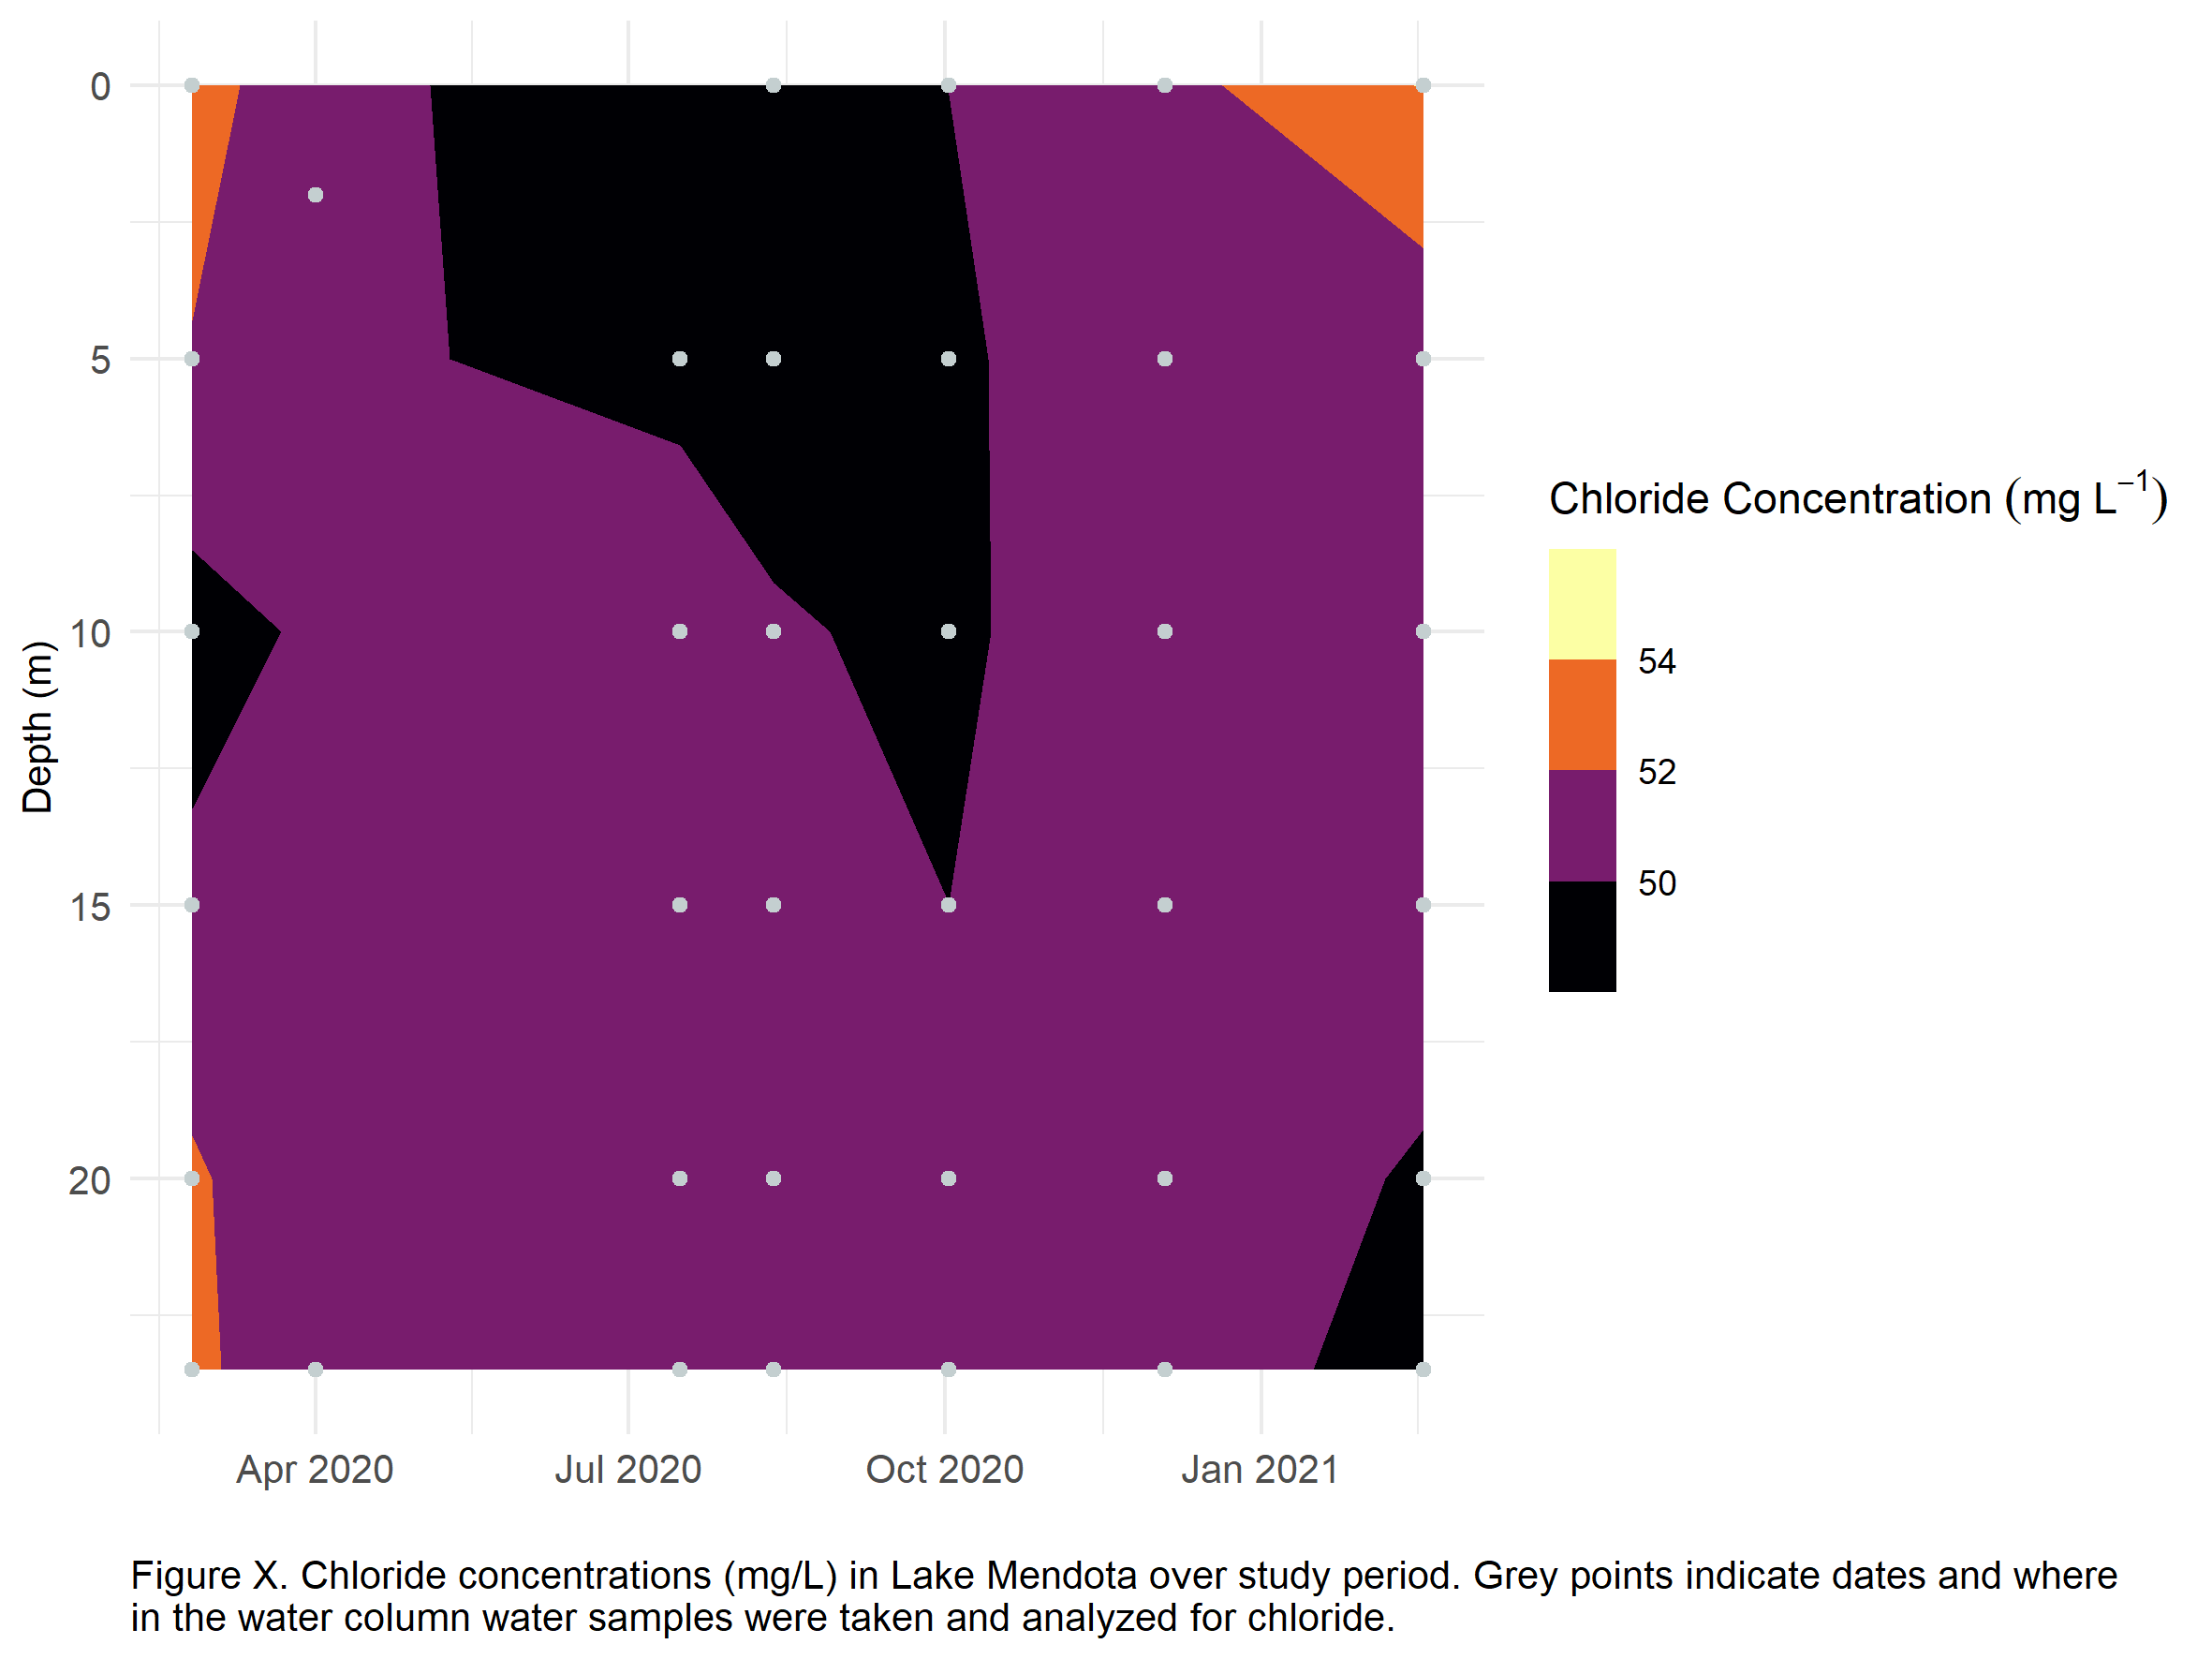 0
5
10
15
20
Depth (m)
Apr 2020
Jul 2020
Oct 2020
Jan 2021
Chloride Concentration (mg L⁻¹)
54
52
50
Figure X. Chloride concentrations (mg/L) in Lake Mendota over study period. Grey points indicate dates and where
in the water column water samples were taken and analyzed for chloride.